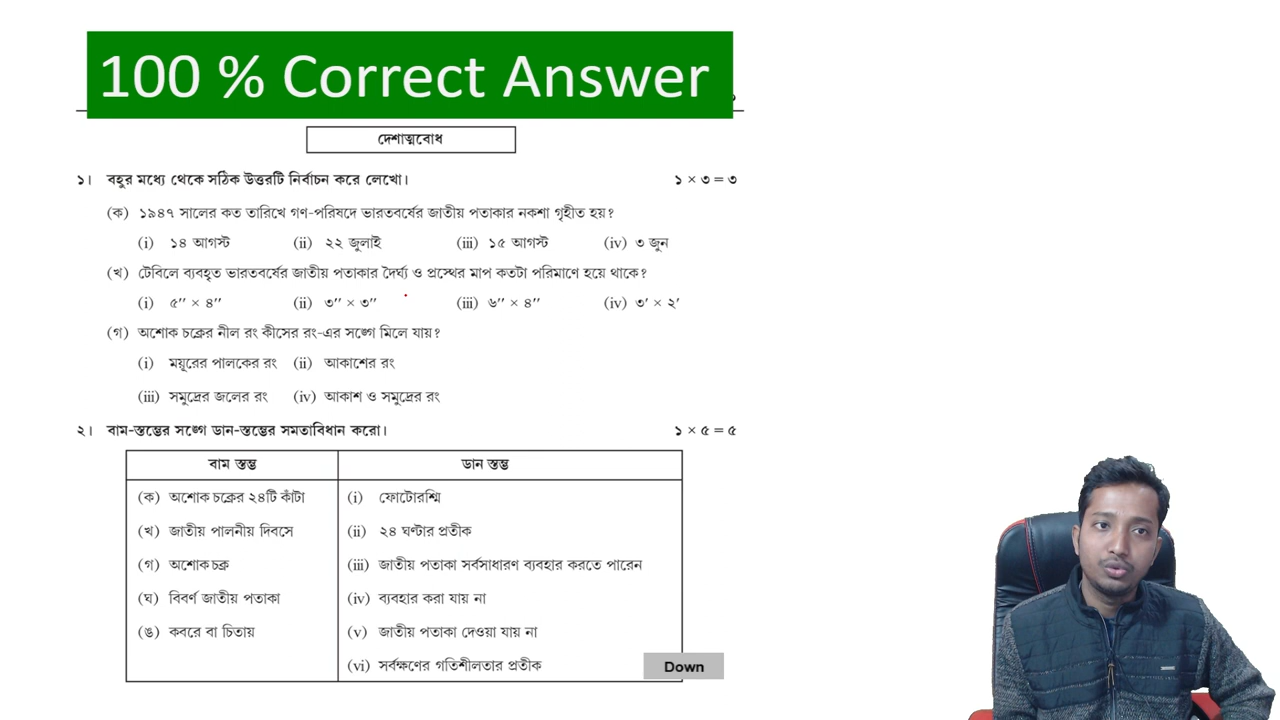 100 % Correct Answer
দেশাত্মবোধ
১। বহুর মধ্যে থেকে সঠিক উত্তরটি নির্বাচন করে লেখো। ১ × ৩ = ৩
(ক) ১৯৪৭ সালের কত তারিখে গণ-পরিষদে ভারতবর্ষের জাতীয় পতাকার নকশা গৃহীত হয়?
(i) ১৪ আগস্ট (ii) ২২ জুলাই (iii) ১৫ আগস্ট (iv) ৩ জুন
(খ) টেবিলে ব্যবহৃত ভারতবর্ষের জাতীয় পতাকার দৈর্ঘ্য ও প্রস্থের মাপ কতটা পরিমাণে হয়ে থাকে?
(i) ৫′′ × ৪′′ (ii) ৩′′ × ৩′′ (iii) ৬′′ × ৪′′ (iv) ৩′ × ২′
(গ) অশোক চক্রের নীল রং কীসের রং-এর সঙ্গে মিলে যায়?
(i) ময়ূরের পালকের রং (ii) আকাশের রং
(iii) সমুদ্রের জলের রং (iv) আকাশ ও সমুদ্রের রং
২। বাম-স্তম্ভের সঙ্গে ডান-স্তম্ভের সমতাবিধান করো। ১ × ৫ = ৫
বাম স্তম্ভ ডান স্তম্ভ
(ক) অশোক চক্রের ২৪টি কাঁটা (i) ফোটোরশ্মি
(খ) জাতীয় পালনীয় দিবসে (ii) ২৪ ঘণ্টার প্রতীক
(গ) অশোক চক্র (iii) জাতীয় পতাকা সর্বসাধারণ ব্যবহার করতে পারেন
(ঘ) বিবর্ণ জাতীয় পতাকা (iv) ব্যবহার করা যায় না
(ঙ) কবরে বা চিতায় (v) জাতীয় পতাকা দেওয়া যায় না
(vi) সর্বক্ষণের গতিশীলতার প্রতীক
Down